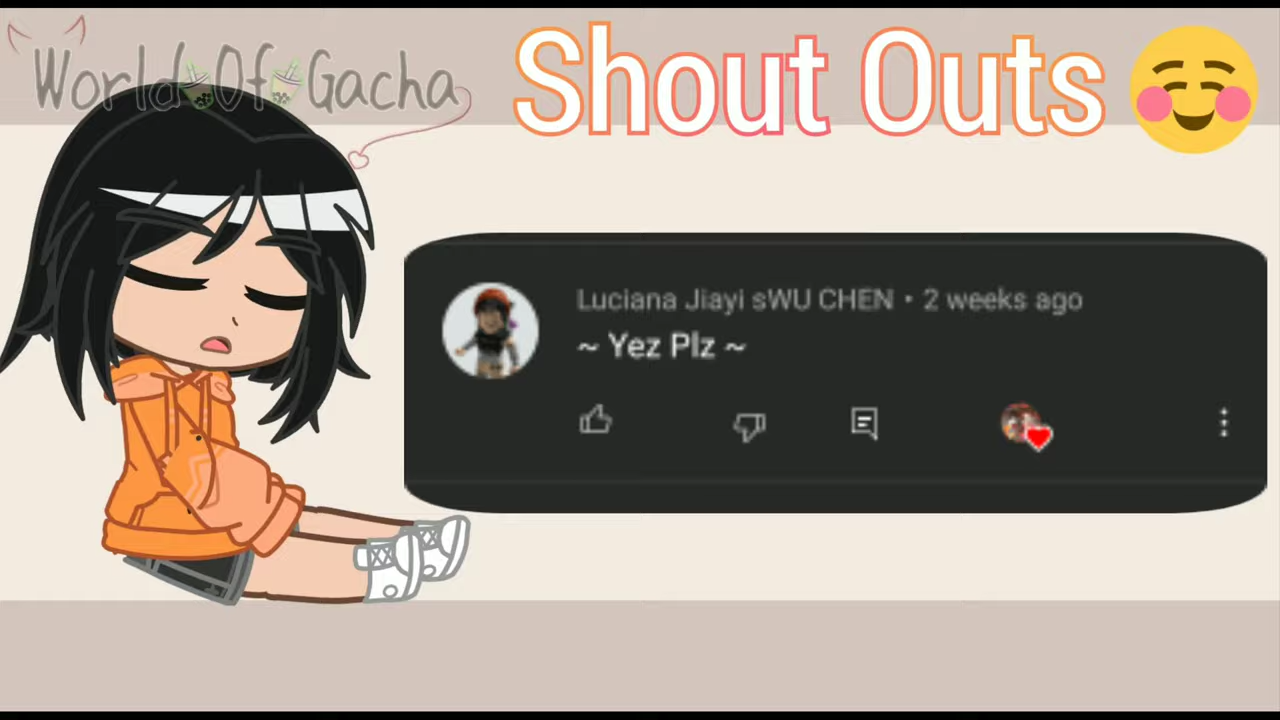 World Of Gacha
Shout Outs
Luciana Jiayi sWU CHEN • 2 weeks ago
~ Yez Plz ~